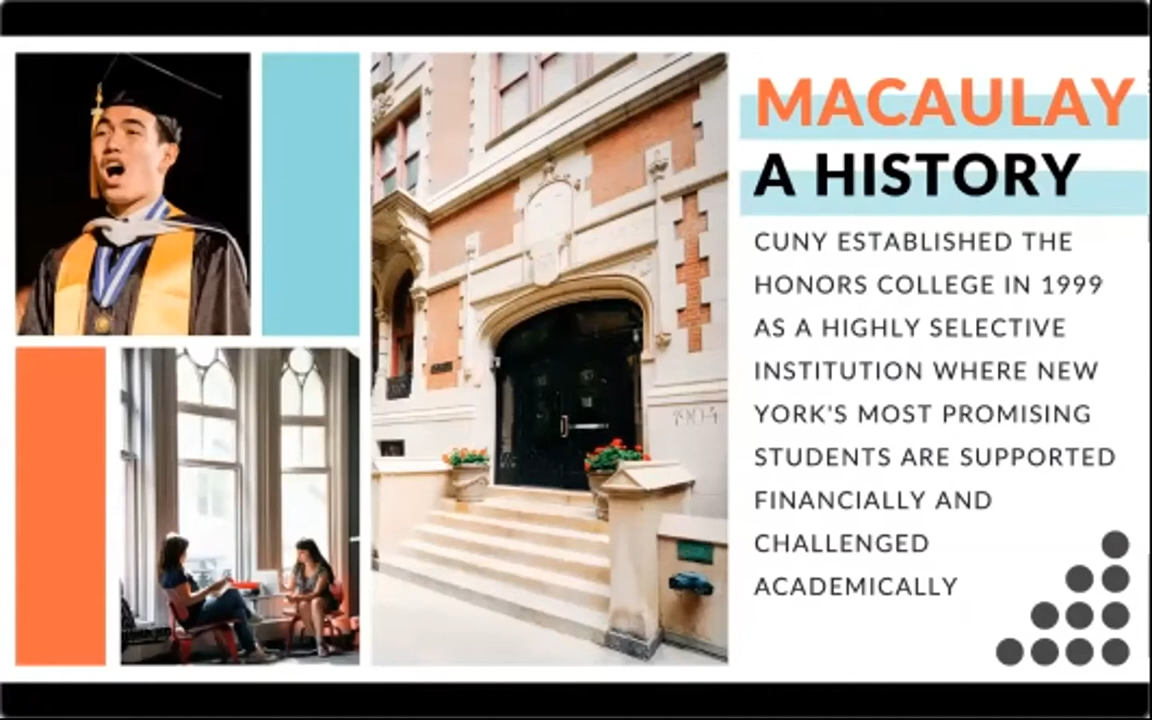 MACAULAY
A HISTORY
CUNY ESTABLISHED THE
HONORS COLLEGE IN 1999
AS A HIGHLY SELECTIVE
INSTITUTION WHERE NEW
YORK'S MOST PROMISING
STUDENTS ARE SUPPORTED
FINANCIALLY AND
CHALLENGED
ACADEMICALLY